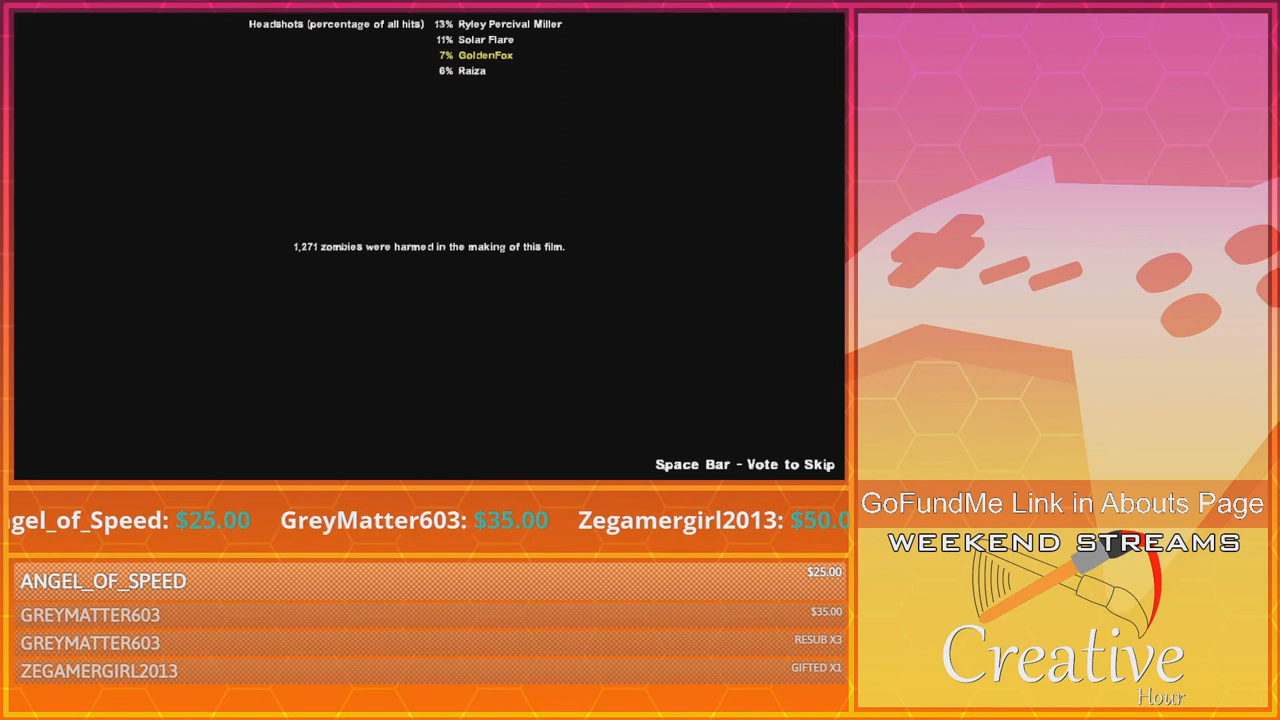 Headshots (percentage of all hits) 13% Ryley Percival Miller
11% Solar Flare
7% GoldenFox
6% Raiza
1,271 zombies were harmed in the making of this film.
Space Bar - Vote to Skip
gel_of_Speed: $25.00 GreyMatter603: $35.00 Zegamergirl2013: $50.0
ANGEL_OF_SPEED $25.00
GREYMATTER603 $35.00
GREYMATTER603 RESUB X3
ZEGAMERGIRL2013 GIFTED X1
GoFundMe Link in Abouts Page
WEEKEND STREAMS
Creative
Hour